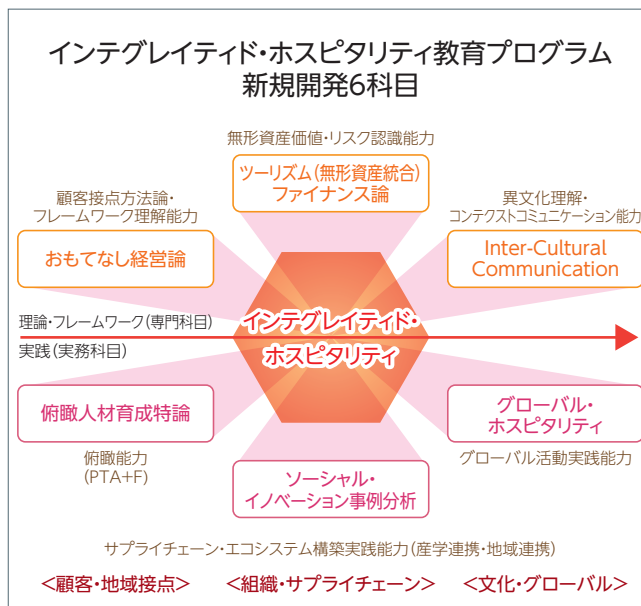 インテグレイティド・ホスピタリティ教育プログラム
新規開発6科目
無形資産価値・リスク認識能力
ツーリズム(無形資産統合)
ファイナンス論
顧客接点方法論・
フレームワーク理解能力
おもてなし経営論
異文化理解・
コンテクストコミュニケーション能力
Inter-Cultural
Communication
理論・フレームワーク(専門科目)
実践(実務科目)
インテグレイティド・
ホスピタリティ
俯瞰人材育成特論
俯瞰能力
(PTA+F)
ソーシャル・
イノベーション事例分析
グローバル・
ホスピタリティ
グローバル活動実践能力
サプライチェーン・エコシステム構築実践能力(産学連携・地域連携)
<顧客・地域接点> <組織・サプライチェーン> <文化・グローバル>